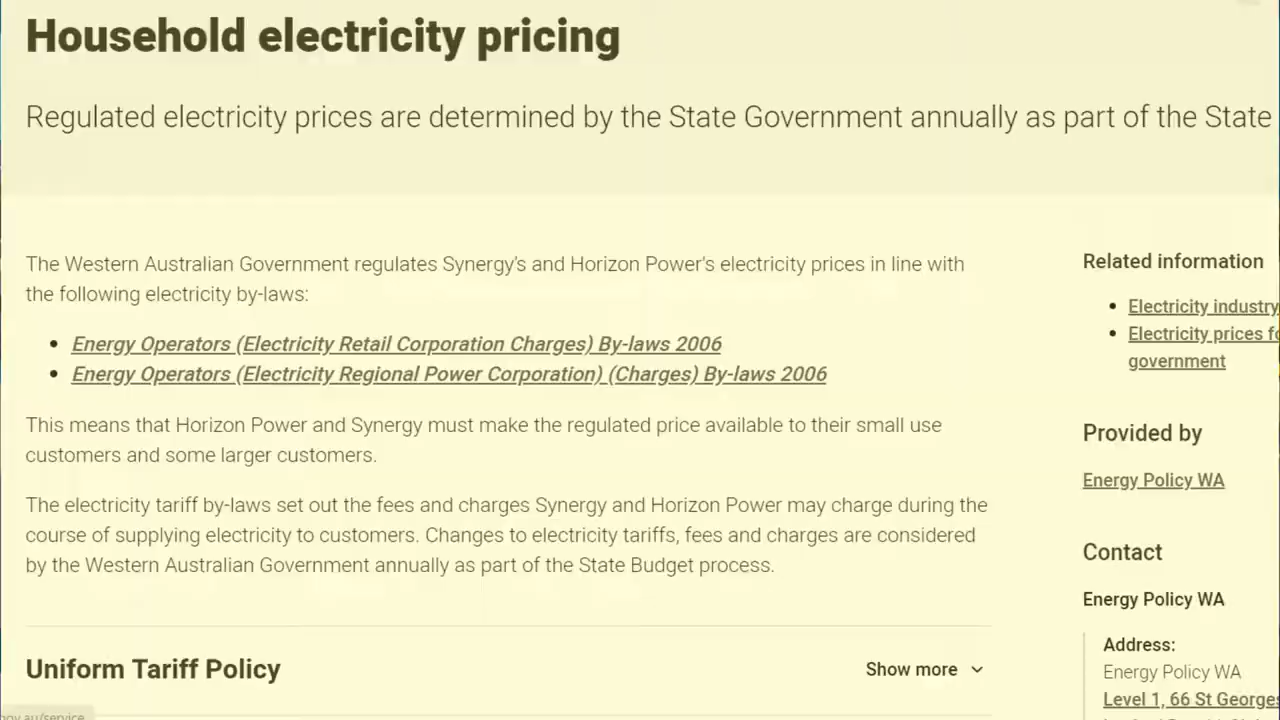 Household electricity pricing
Regulated electricity prices are determined by the State Government annually as part of the State
The Western Australian Government regulates Synergy's and Horizon Power's electricity prices in line with
the following electricity by-laws:
Energy Operators (Electricity Retail Corporation Charges) By-laws 2006
Energy Operators (Electricity Regional Power Corporation) (Charges) By-laws 2006
This means that Horizon Power and Synergy must make the regulated price available to their small use
customers and some larger customers.
The electricity tariff by-laws set out the fees and charges Synergy and Horizon Power may charge during the
course of supplying electricity to customers. Changes to electricity tariffs, fees and charges are considered
by the Western Australian Government annually as part of the State Budget process.
Uniform Tariff Policy
Show more
Related information
Electricity industry
Electricity prices
government
Provided by
Energy Policy WA
Contact
Energy Policy WA
Address:
Energy Policy WA
Level 1, 66 St Georges
gov.au/service